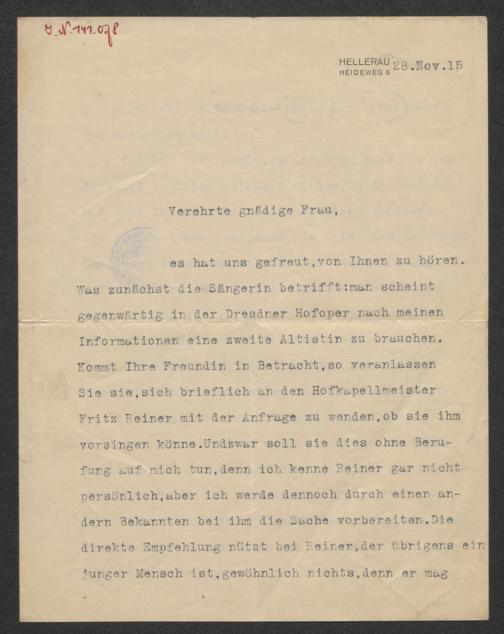 I.N. 141.078
HELLERAU 28.Nov.15
HEIDEWEG 6
Verehrte gnädige Frau,
es hat uns gefreut,von Ihnen zu hören.
Was zunächst die Sängerin betrifft:man scheint
gegenwärtig in der Dresdner Hofoper nach meinen
Informationen eine zweite Altistin zu brauchen.
Kommt Ihre Freundin in Betracht,so veranlassen
Sie sie,sich brieflich an den Hofkapellmeister
Fritz Reiner mit der Anfrage zu wenden,ob sie ihm
vorsingen könne.Undzwar soll sie dies ohne Beru-
fung auf mich tun,denn ich kenne Reiner gar nicht
persönlich,aber ich werde dennoch durch einen an-
dern Bekannten bei ihm die Sache vorbereiten.Die
direkte Empfehlung nützt bei Reiner,der übrigens ein
junger Mensch ist,gewöhnlich nichts,denn er mag